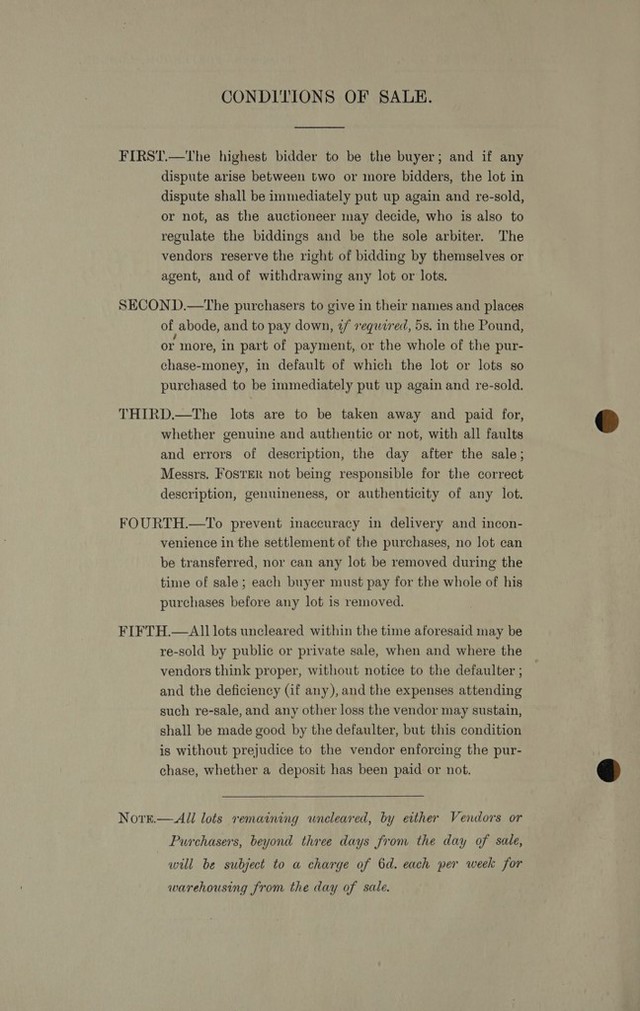 CONDITIONS OF SALE.
FIRST.—The highest bidder to be the buyer; and if any
dispute arise between two or more bidders, the lot in
dispute shall be immediately put up again and re-sold,
or not, as the auctioneer may decide, who is also to
regulate the biddings and be the sole arbiter. The
vendors reserve the right of bidding by themselves or
agent, and of withdrawing any lot or lots.
SECOND.—The purchasers to give in their names and places
of abode, and to pay down, if required, 5s. in the Pound,
or more, in part of payment, or the whole of the pur-
chase-money, in default of which the lot or lots so
purchased to be immediately put up again and re-sold.
THIRD.—The lots are to be taken away and paid for,
whether genuine and authentic or not, with all faults
and errors of description, the day after the sale;
Messrs. Foster not being responsible for the correct
description, genuineness, or authenticity of any lot.
FOURTH.—To prevent inaccuracy in delivery and incon-
venience in the settlement of the purchases, no lot can
be transferred, nor can any lot be removed during the
time of sale; each buyer must pay for the whole of his
purchases before any lot is removed.
FIFTH.—All lots uncleared within the time aforesaid may be
re-sold by public or private sale, when and where the
vendors think proper, without notice to the defaulter;
and the deficiency (if any), and the expenses attending
such re-sale, and any other loss the vendor may sustain,
shall be made good by the defaulter, but this condition
is without prejudice to the vendor enforcing the pur-
chase, whether a deposit has been paid or not.
Note.—All lots remaining uncleared, by either Vendors or
Purchasers, beyond three days from the day of sale,
will be subject to a charge of 6d. each per week for
warehousing from the day of sale.